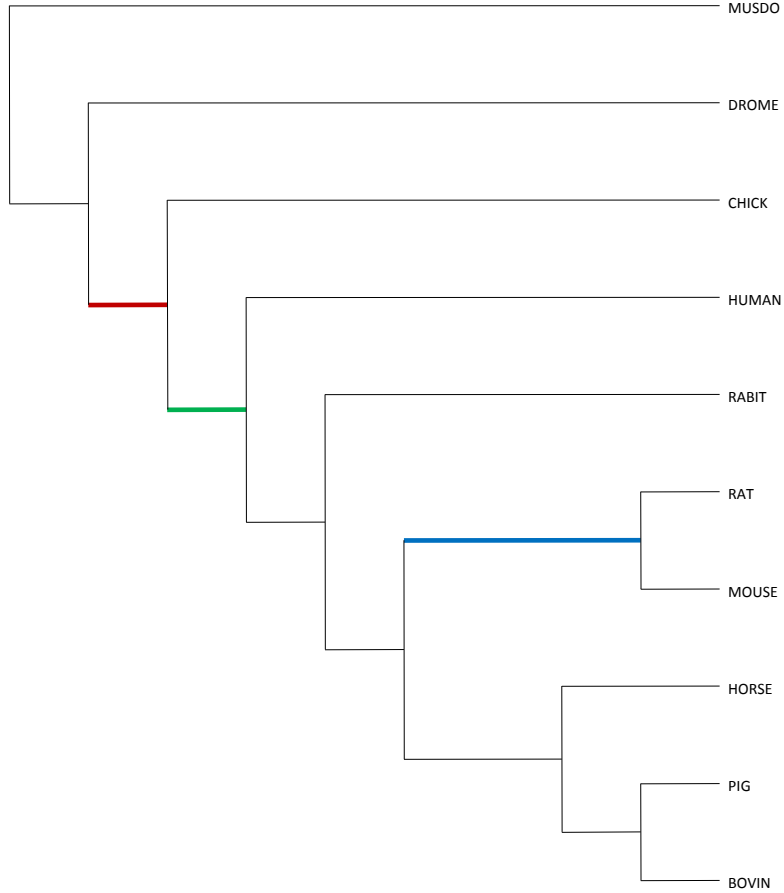 MUSDO
DROME
CHICK
HUMAN
RABIT
RAT
MOUSE
HORSE
PIG
BOVIN